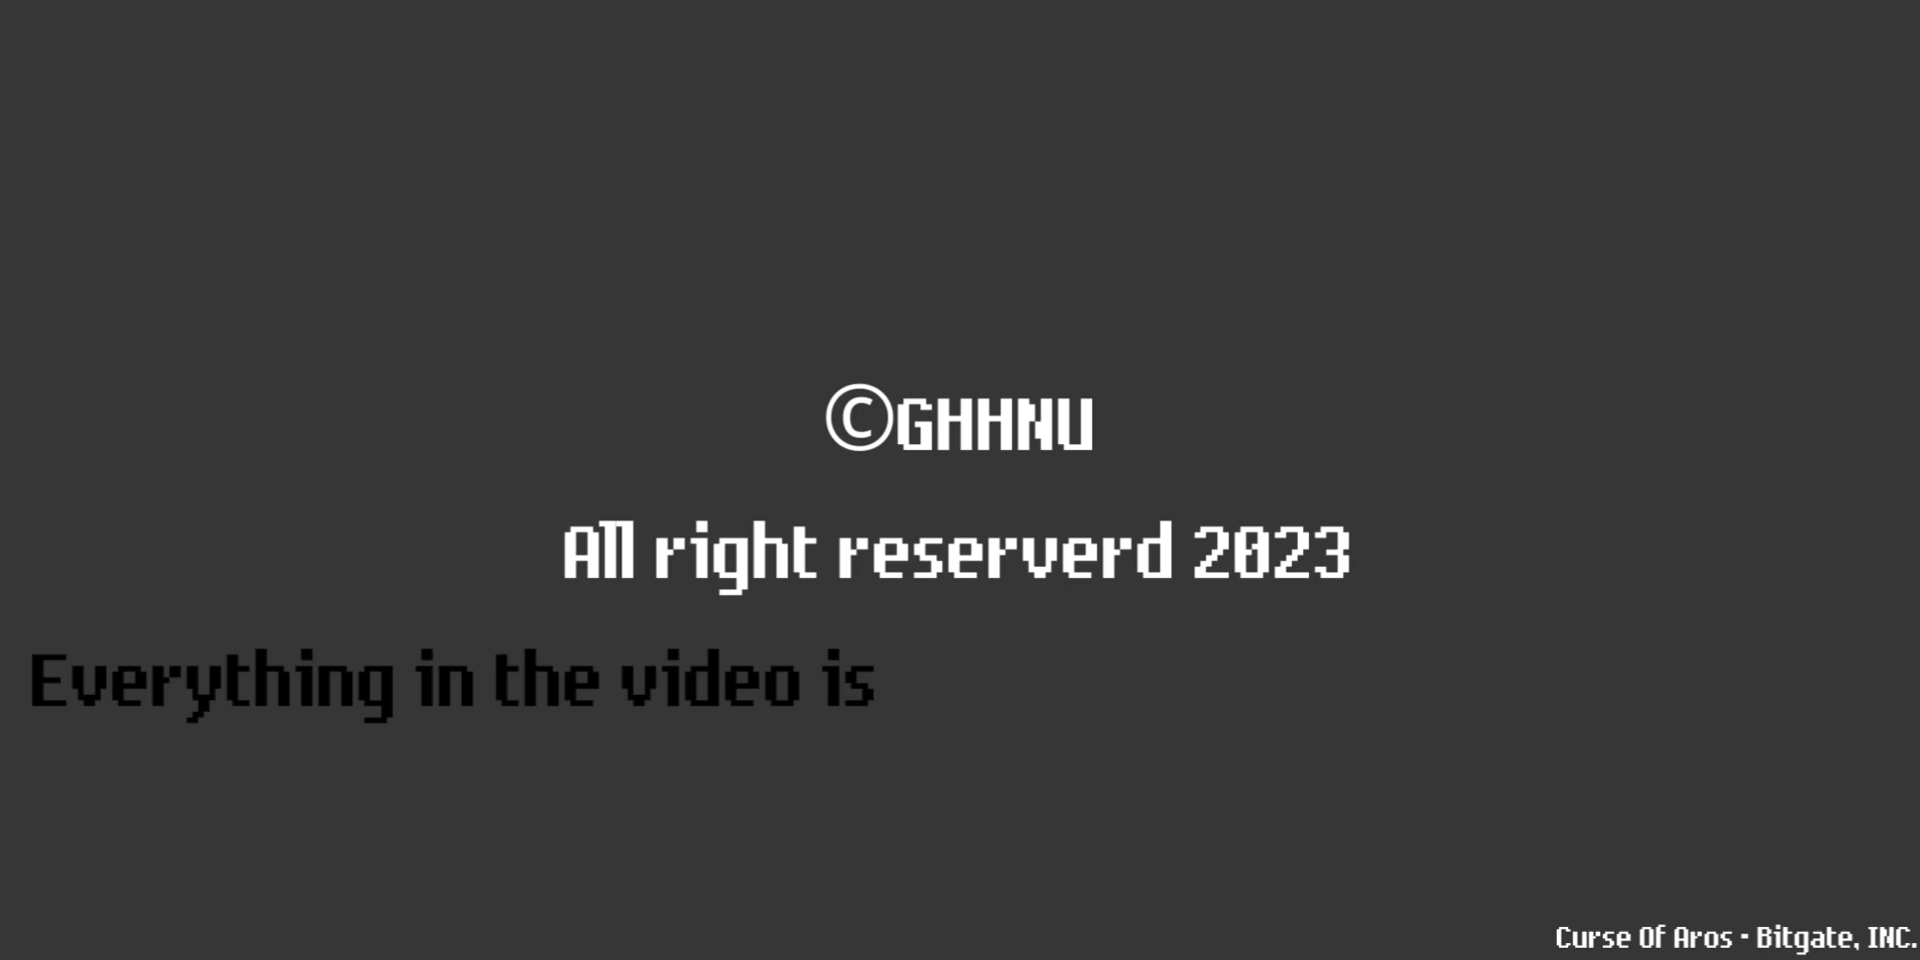 ©GHHNU
All right reserverd 2023
Everything in the video is
Curse Of Aros - Bitgate, INC.